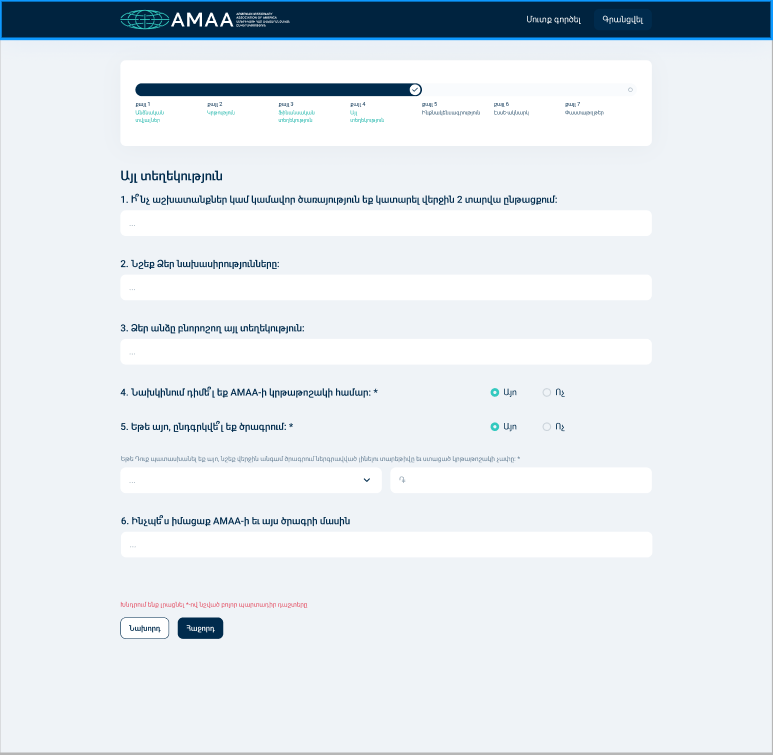 AMAA
ARMENIAN MISSIONARY
ASSOCIATION OF AMERICA
Մուտք գործել
Գրանցվել
քայլ 1
քայլ 2
քայլ 3
քայլ 4
քայլ 5
քայլ 6
քայլ 7
Անձնական
տվյալներ
Կրթություն
Ֆինանսական
տեղեկություն
Այլ
տեղեկություն
Ինքնակենսագրություն
Էսսե-ակնարկ
Փաստաթղթեր
Այլ տեղեկություն
1. Ի՞նչ աշխատանքներ կամ կամավոր ծառայություն եք կատարել վերջին 2 տարվա ընթացքում:
...
2. Նշեք Ձեր նախասիրությունները:
...
3. Ձեր անձը բնորոշող այլ տեղեկություն:
...
4. Նախկինում դիմե՞լ եք AMAA-ի կրթաթոշակի համար: *
Այո
Ոչ
5. Եթե այո, ընդգրկվե՞լ եք ծրագրում: *
Այո
Ոչ
Եթե Դուք պատասխանել եք այո, նշեք վերջին անգամ ծրագրում ներգրավված լինելու տարեթիվը եւ ստացած կրթաթոշակի չափը: *
...
֏
6. Ինչպե՞ս իմացաք AMAA-ի եւ այս ծրագրի մասին
...
Խնդրում ենք լրացնել *-ով նշված բոլոր պարտադիր դաշտերը
Նախորդ
Հաջորդ